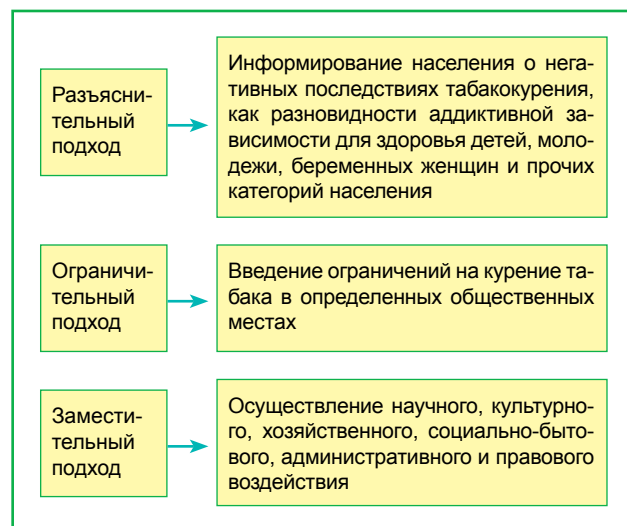 Разъясни-
тельный
подход
Информирование населения о нега-
тивных последствиях табакокурения,
как разновидности аддиктивной за-
висимости для здоровья детей, моло-
дежи, беременных женщин и прочих
категорий населения
Ограничи-
тельный
подход
Введение ограничений на курение та-
бака в определенных общественных
местах
Замести-
тельный
подход
Осуществление научного, культурно-
го, хозяйственного, социально-быто-
вого, административного и правового
воздействия